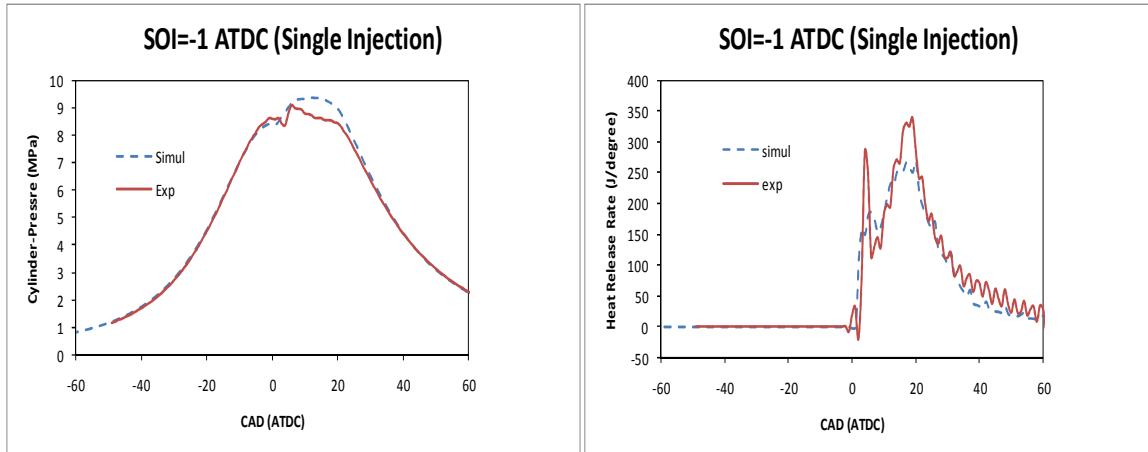 SOI=-1 ATDC (Single Injection)
Cylinder-Pressre (MPa)
10
9
8
7
6
5
4
3
2
1
0
Simul
Exp
-60 -40 -20 0 20 40 60
CAD (ATDC)
SOI=-1 ATDC (Single Injection)
Heat Release Rate (J/degree)
400
350
300
250
200
150
100
50
0
-50
simul
exp
-60 -40 -20 0 20 40 60
CAD (ATDC)